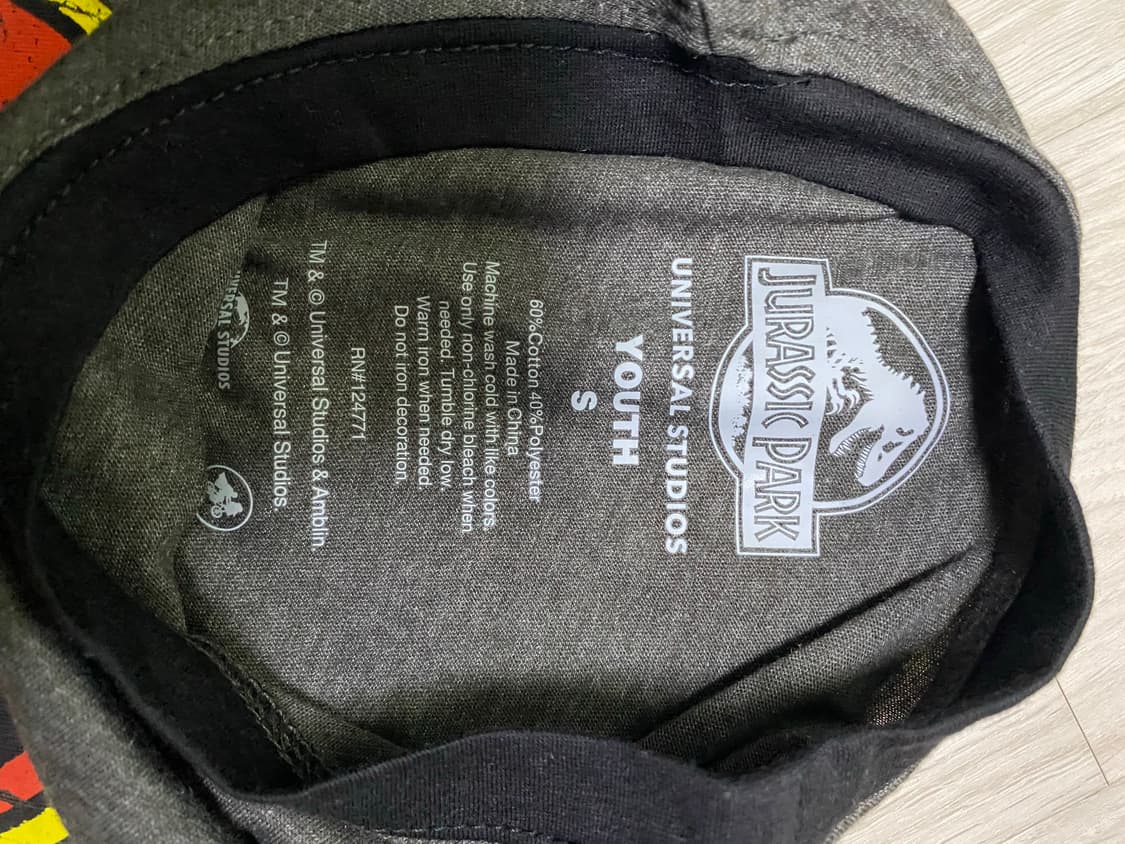 JURASSIC PARK
UNIVERSAL STUDIOS
YOUTH
S
60%Cotton 40%Polyester
Made in China
Machine wash cold with like colors.
Use only non-chlorine bleach when
needed. Tumble dry low.
Warm iron when needed.
Do not iron decoration.
RN#124771
TM & © Universal Studios & Amblin.
TM & © Universal Studios.
STUDIOS